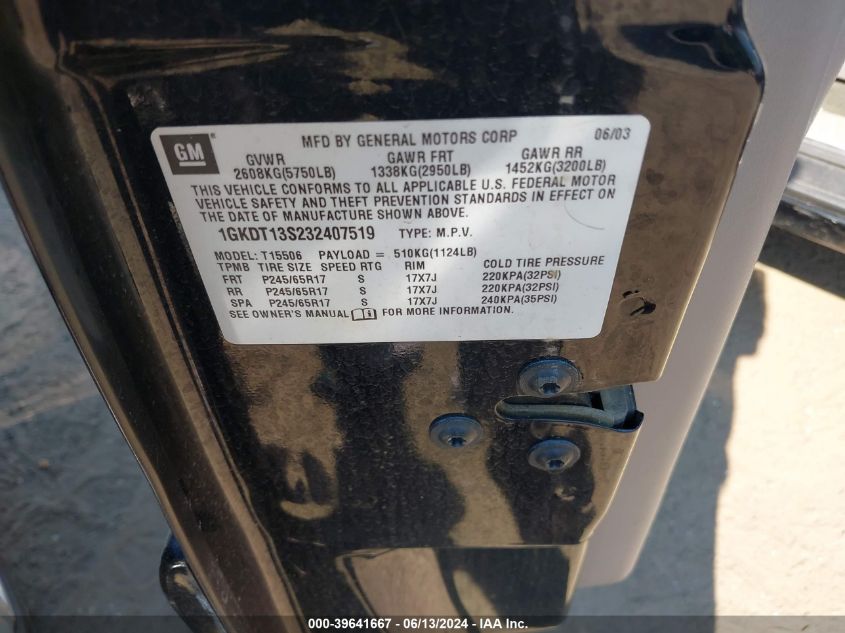 GM
MFD BY GENERAL MOTORS CORP 06/03
GVWR GAWR FRT GAWR RR
2608KG(5750LB) 1338KG(2950LB) 1452KG(3200LB)
THIS VEHICLE CONFORMS TO ALL APPLICABLE U.S. FEDERAL MOTOR
VEHICLE SAFETY AND THEFT PREVENTION STANDARDS IN EFFECT ON
THE DATE OF MANUFACTURE SHOWN ABOVE.
1GKDT13S232407519 TYPE: M.P.V.
MODEL: T15506 PAYLOAD = 510KG(1124LB)
TPMB TIRE SIZE SPEED RTG RIM COLD TIRE PRESSURE
FRT P245/65R17 S 17X7J 220KPA(32PSI)
RR P245/65R17 S 17X7J 220KPA(32PSI)
SPA P245/65R17 S 17X7J 240KPA(35PSI)
SEE OWNER'S MANUAL FOR MORE INFORMATION.
000-39641667 - 06/13/2024 - IAA Inc.